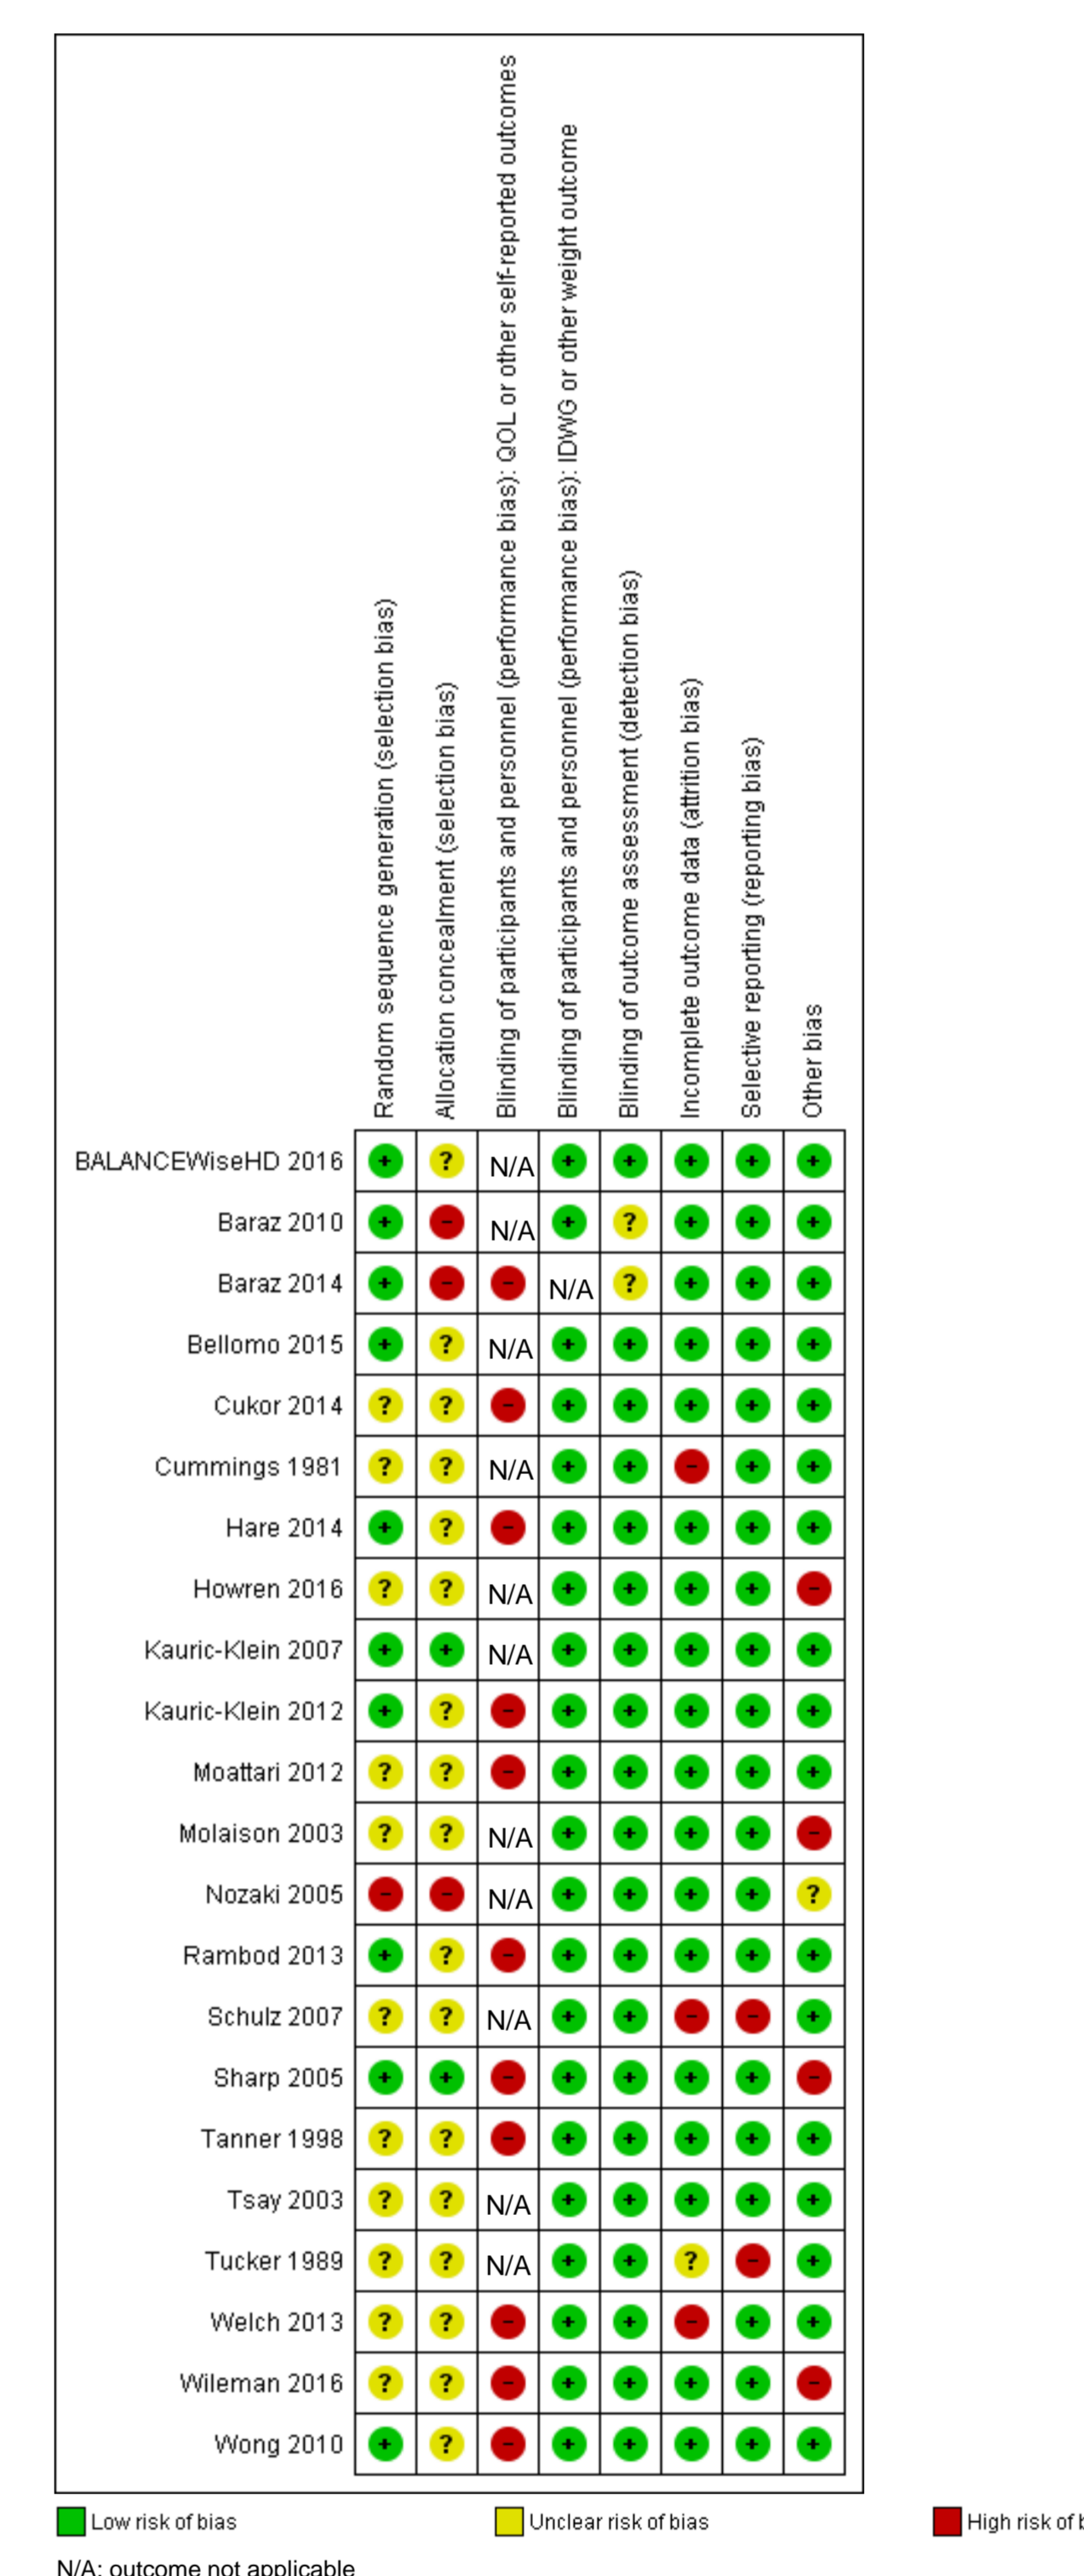 Random sequence generation (selection bias)
Allocation concealment (selection bias)
Blinding of participants and personnel (performance bias): QOL or other self-reported outcomes
Blinding of participants and personnel (performance bias): IDWG or other weight outcome
Blinding of outcome assessment (detection bias)
Incomplete outcome data (attrition bias)
Selective reporting (reporting bias)
Other bias
BALANCEWiseHD 2016 + ? N/A + + + + +
Baraz 2010 + - N/A + ? + + +
Baraz 2014 + - - N/A ? + + +
Bellomo 2015 + ? N/A + + + + +
Cukor 2014 ? ? - + + + + +
Cummings 1981 ? ? N/A + + - + +
Hare 2014 + ? - + + + + +
Howren 2016 ? ? N/A + + + + -
Kauric-Klein 2007 + + N/A + + + + +
Kauric-Klein 2012 + ? - + + + + +
Moattari 2012 ? ? - + + + + +
Molaison 2003 ? ? N/A + + + + -
Nozaki 2005 - - N/A + + + + ?
Rambod 2013 + ? - + + + + +
Schulz 2007 ? ? N/A + + - - +
Sharp 2005 + + - + + + + -
Tanner 1998 ? ? - + + + + +
Tsay 2003 ? ? N/A + + + + +
Tucker 1989 ? ? N/A + + ? - +
Welch 2013 ? ? - + + - + +
Wileman 2016 ? ? - + + + + -
Wong 2010 + ? - + + + + +
Low risk of bias Unclear risk of bias High risk of
N/A: outcome not applicable